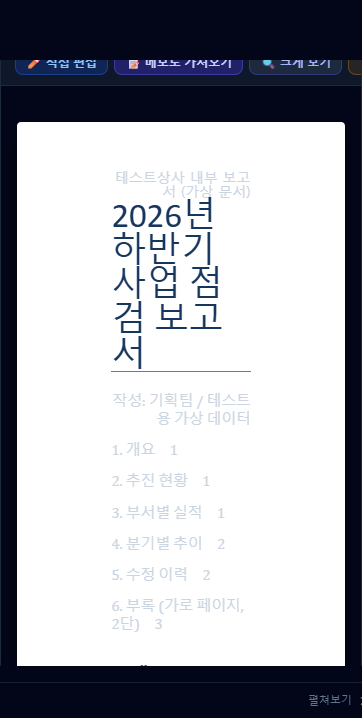 직접 편집 메모로 가져오기 크게 보기
테스트상사 내부 보고
서 (가상 문서)
2026년
하반기
사업 점
검 보고
서
작성: 기획팀 / 테스트
용 가상 데이터
1. 개요 1
2. 추진 현황 1
3. 부서별 실적 1
4. 분기별 추이 2
5. 수정 이력 2
6. 부록 (가로 페이지,
2단) 3
펼쳐보기